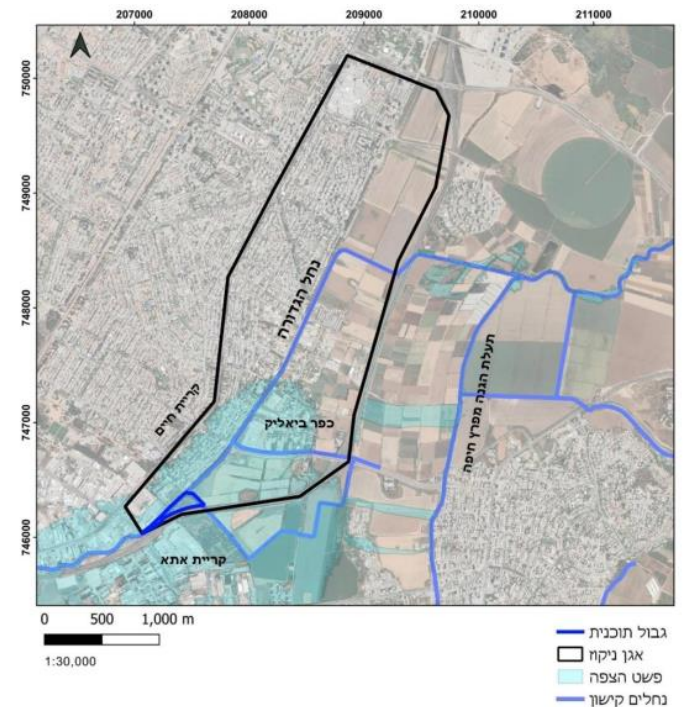 207000 208000 209000 210000 211000
750000
749000
748000
747000
746000
נחל הגדורה
תעלת הגנה מפרץ חיפה
קריית חיים
כפר ביאליק
קריית אתא
0 500 1,000 m
1:30,000
גבול תוכנית
אגן ניקוז
פשט הצפה
נחלים קישון